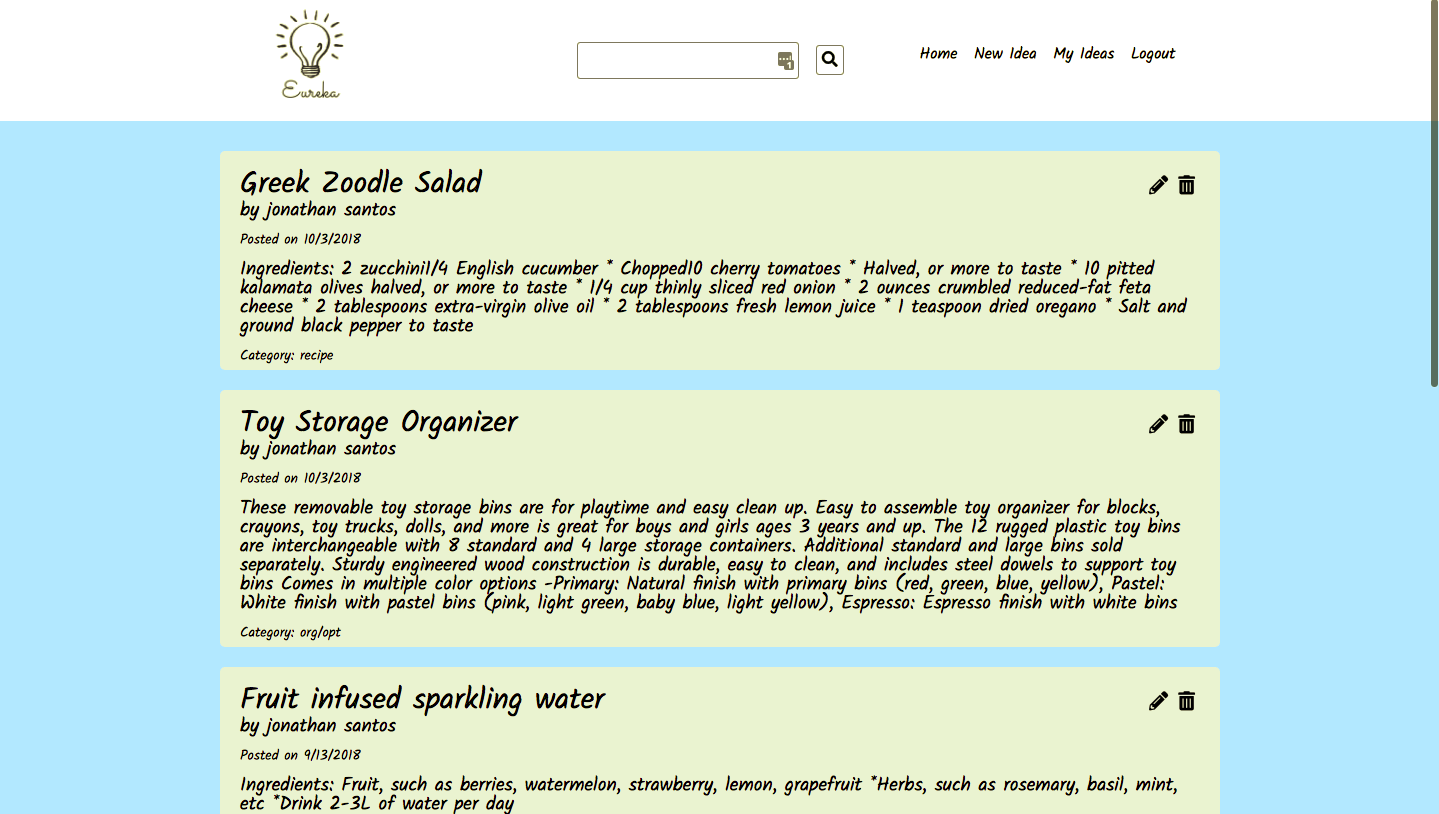 Eureka
1
Home New Idea My Ideas Logout
Greek Zoodle Salad
by jonathan santos
Posted on 10/3/2018
Ingredients: 2 zucchini1/4 English cucumber * Chopped10 cherry tomatoes * Halved, or more to taste * 10 pitted
kalamata olives halved, or more to taste * 1/4 cup thinly sliced red onion * 2 ounces crumbled reduced-fat feta
cheese * 2 tablespoons extra-virgin olive oil * 2 tablespoons fresh lemon juice * 1 teaspoon dried oregano * Salt and
ground black pepper to taste
Category: recipe
Toy Storage Organizer
by jonathan santos
Posted on 10/3/2018
These removable toy storage bins are for playtime and easy clean up. Easy to assemble toy organizer for blocks,
crayons, toy trucks, dolls, and more is great for boys and girls ages 3 years and up. The 12 rugged plastic toy bins
are interchangeable with 8 standard and 4 large storage containers. Additional standard and large bins sold
separately. Sturdy engineered wood construction is durable, easy to clean, and includes steel dowels to support toy
bins Comes in multiple color options -Primary: Natural finish with primary bins (red, green, blue, yellow), Pastel:
White finish with pastel bins (pink, light green, baby blue, light yellow), Espresso: Espresso finish with white bins
Category: org/opt
Fruit infused sparkling water
by jonathan santos
Posted on 9/13/2018
Ingredients: Fruit, such as berries, watermelon, strawberry, lemon, grapefruit *Herbs, such as rosemary, basil, mint,
etc *Drink 2-3L of water per day